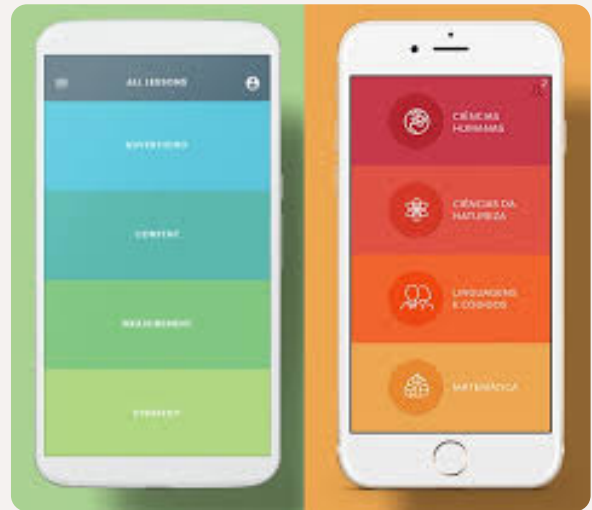 ALL LESSONS
ADVERTISING
CONTENT
MEASUREMENT
STRATEGY
CIÊNCIAS
HUMANAS
CIÊNCIAS DA
NATUREZA
LINGUAGENS
E CÓDIGOS
MATEMÁTICA